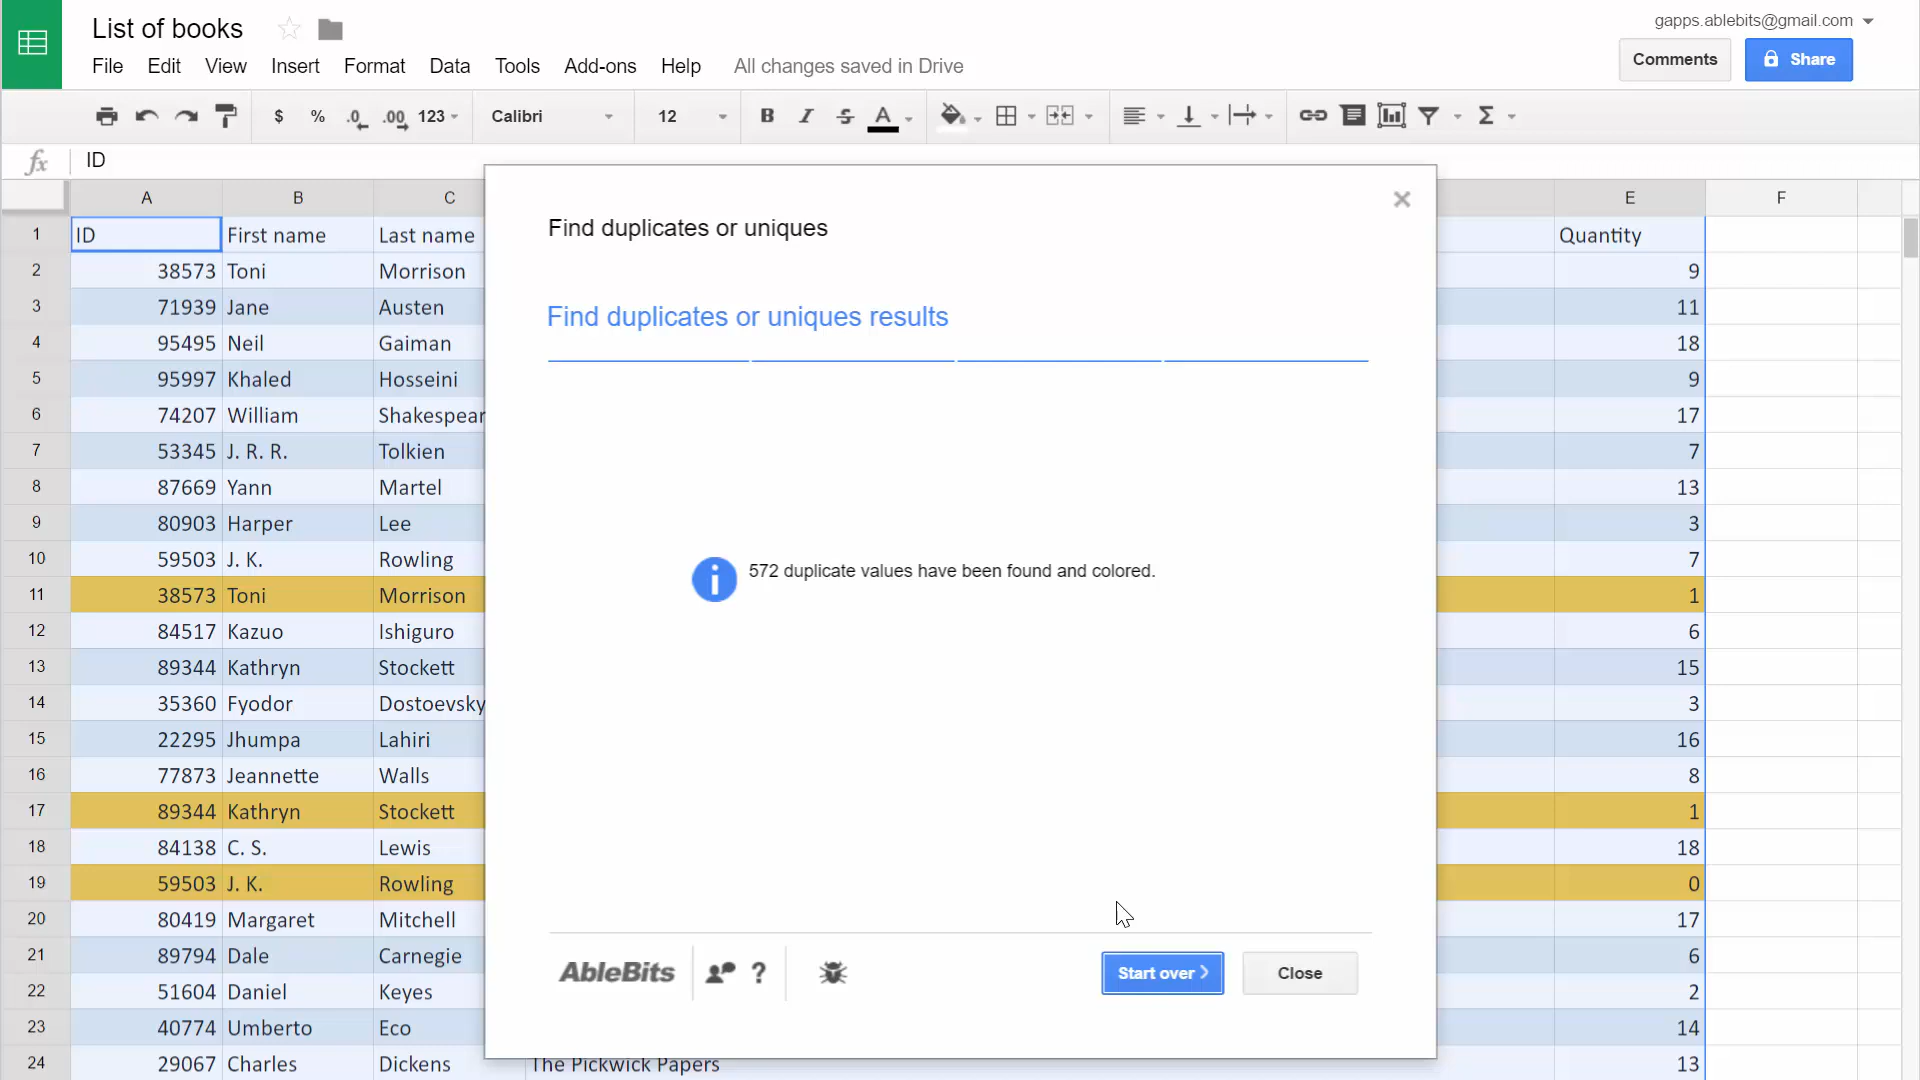 List of books
gapps.ablebits@gmail.com
File Edit View Insert Format Data Tools Add-ons Help All changes saved in Drive
Comments Share
$ % .0 .00 123 Calibri 12 B I S A Σ
fx ID
A B C E F
1 ID First name Last name Quantity
2 38573 Toni Morrison 9
3 71939 Jane Austen 11
4 95495 Neil Gaiman 18
5 95997 Khaled Hosseini 9
6 74207 William Shakespear 17
7 53345 J. R. R. Tolkien 7
8 87669 Yann Martel 13
9 80903 Harper Lee 3
10 59503 J. K. Rowling 7
11 38573 Toni Morrison 1
12 84517 Kazuo Ishiguro 6
13 89344 Kathryn Stockett 15
14 35360 Fyodor Dostoevsky 3
15 22295 Jhumpa Lahiri 16
16 77873 Jeannette Walls 8
17 89344 Kathryn Stockett 1
18 84138 C. S. Lewis 18
19 59503 J. K. Rowling 0
20 80419 Margaret Mitchell 17
21 89794 Dale Carnegie 6
22 51604 Daniel Keyes 2
23 40774 Umberto Eco 14
24 29067 Charles Dickens The Pickwick Papers 13
Find duplicates or uniques
Find duplicates or uniques results
572 duplicate values have been found and colored.
AbleBits ? Start over Close